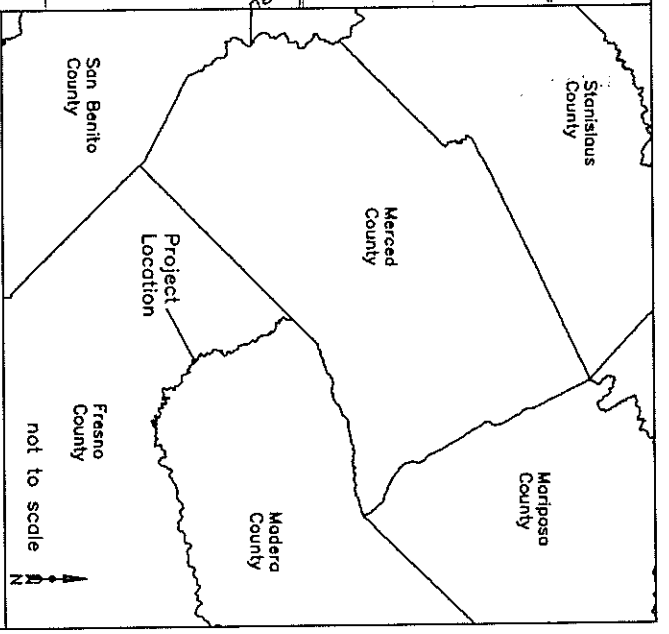 Stanislaus
County
Mariposa
County
Merced
County
Madera
County
Project
Location
San Benito
County
Fresno
County
not to scale
N